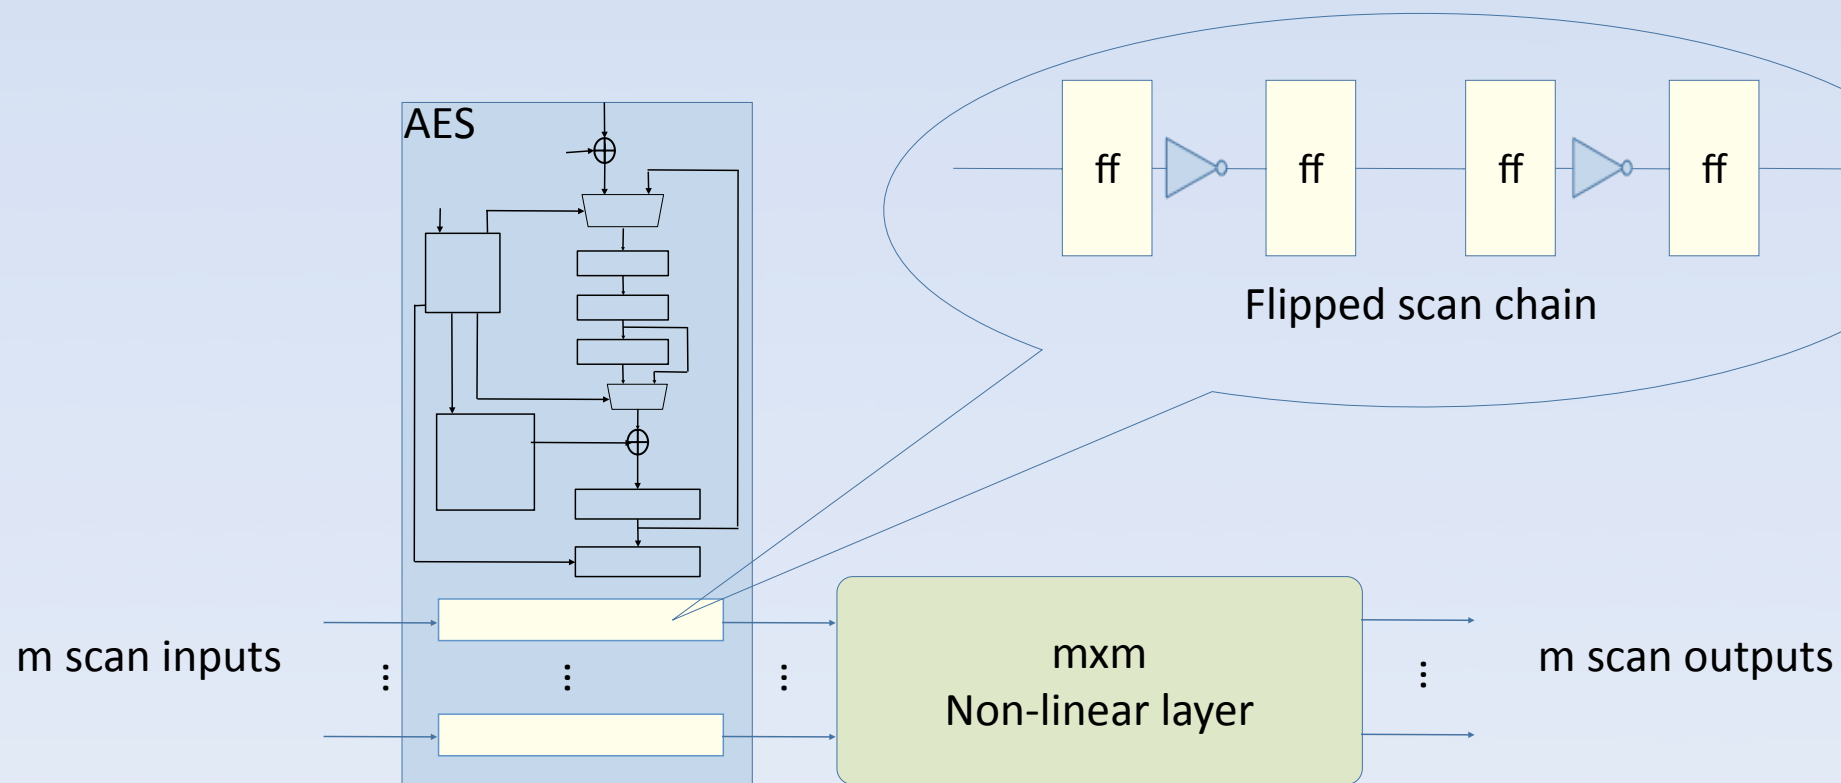 AES
ff
ff
ff
ff
Flipped scan chain
m scan inputs
mxm
Non-linear layer
m scan outputs